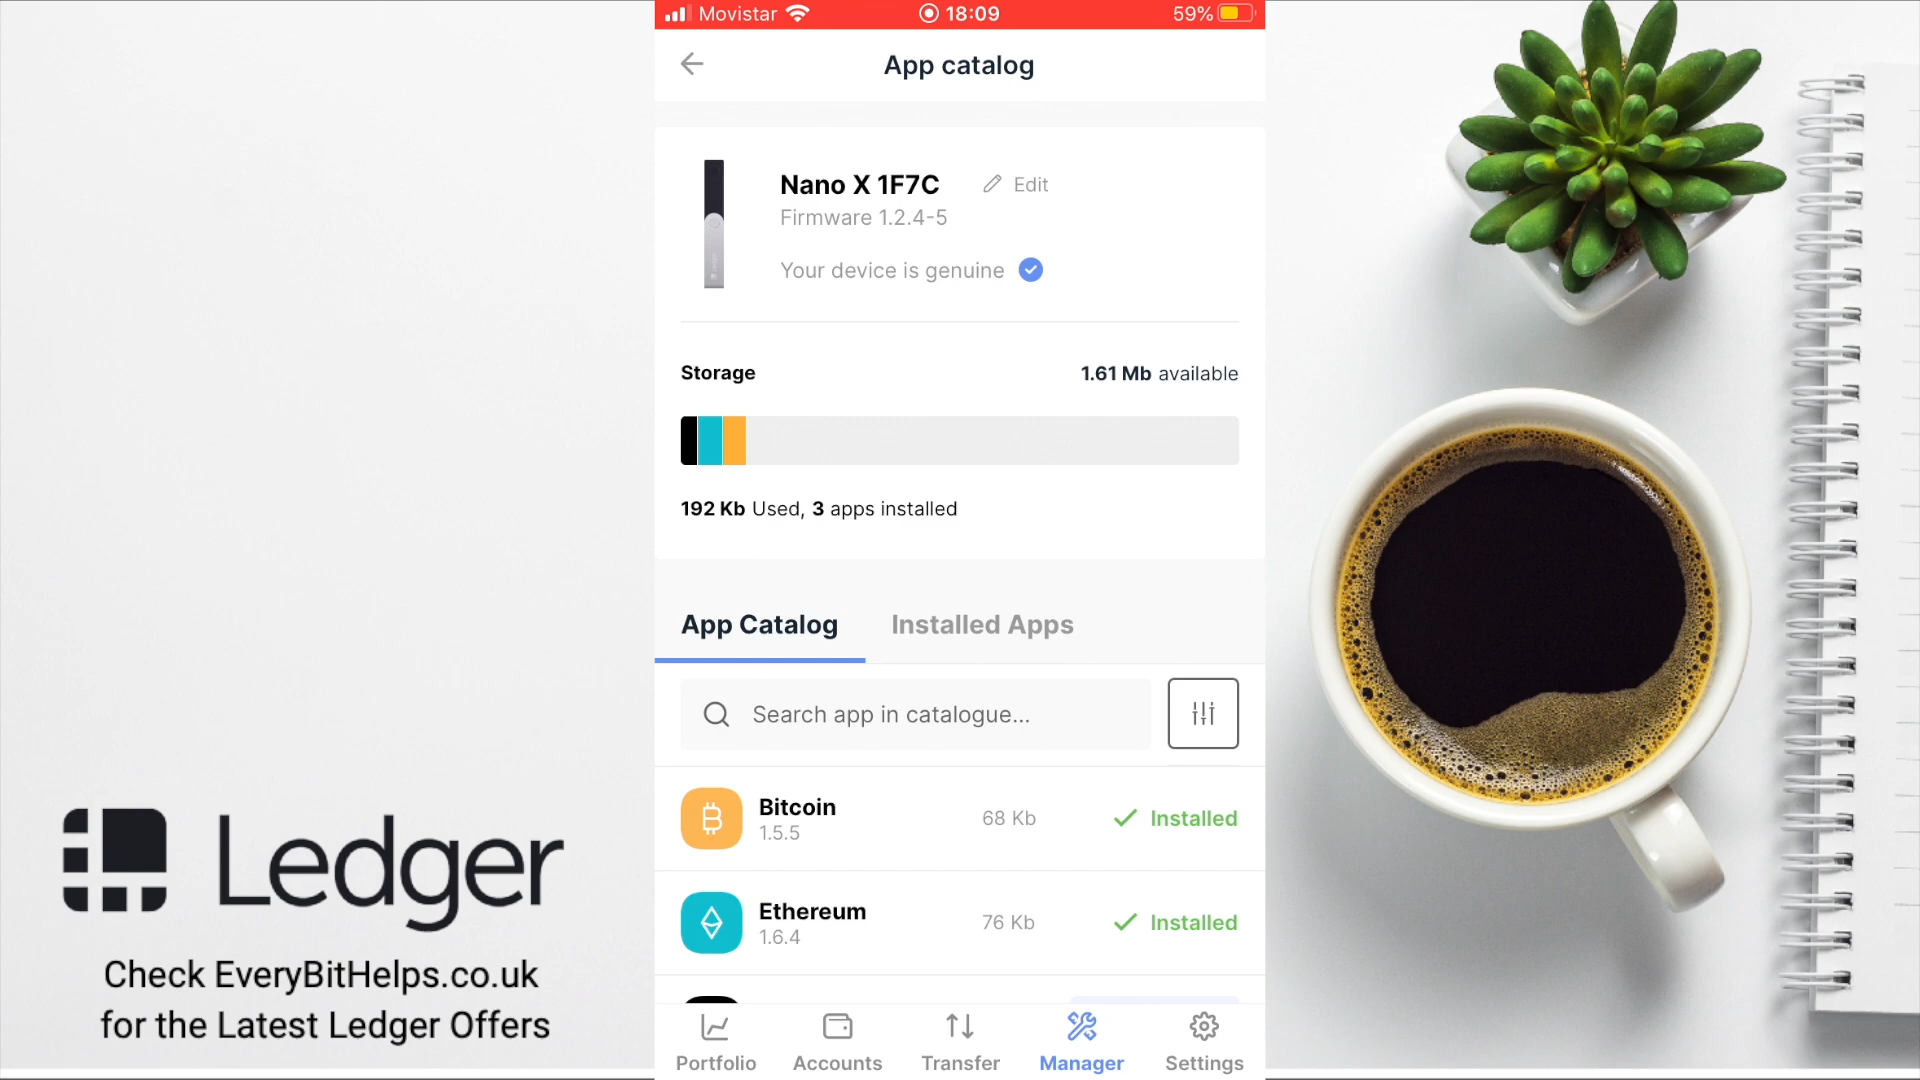 Movistar 18:09 59%
App catalog
Nano X 1F7C Edit
Firmware 1.2.4-5
Your device is genuine
Storage 1.61 Mb available
192 Kb Used, 3 apps installed
App Catalog Installed Apps
Search app in catalogue...
Bitcoin 68 Kb Installed
1.5.5
Ethereum 76 Kb Installed
1.6.4
Portfolio Accounts Transfer Manager Settings
Ledger
Check EveryBitHelps.co.uk
for the Latest Ledger Offers